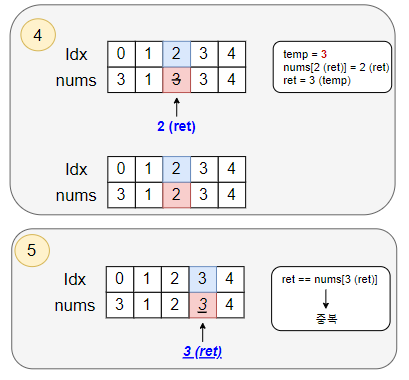 4
Idx 0 1 2 3 4
nums 3 1 3 3 4
2 (ret)
temp = 3
nums[2 (ret)] = 2 (ret)
ret = 3 (temp)
Idx 0 1 2 3 4
nums 3 1 2 3 4
5
Idx 0 1 2 3 4
nums 3 1 2 3 4
3 (ret)
ret == nums[3 (ret)]
중복